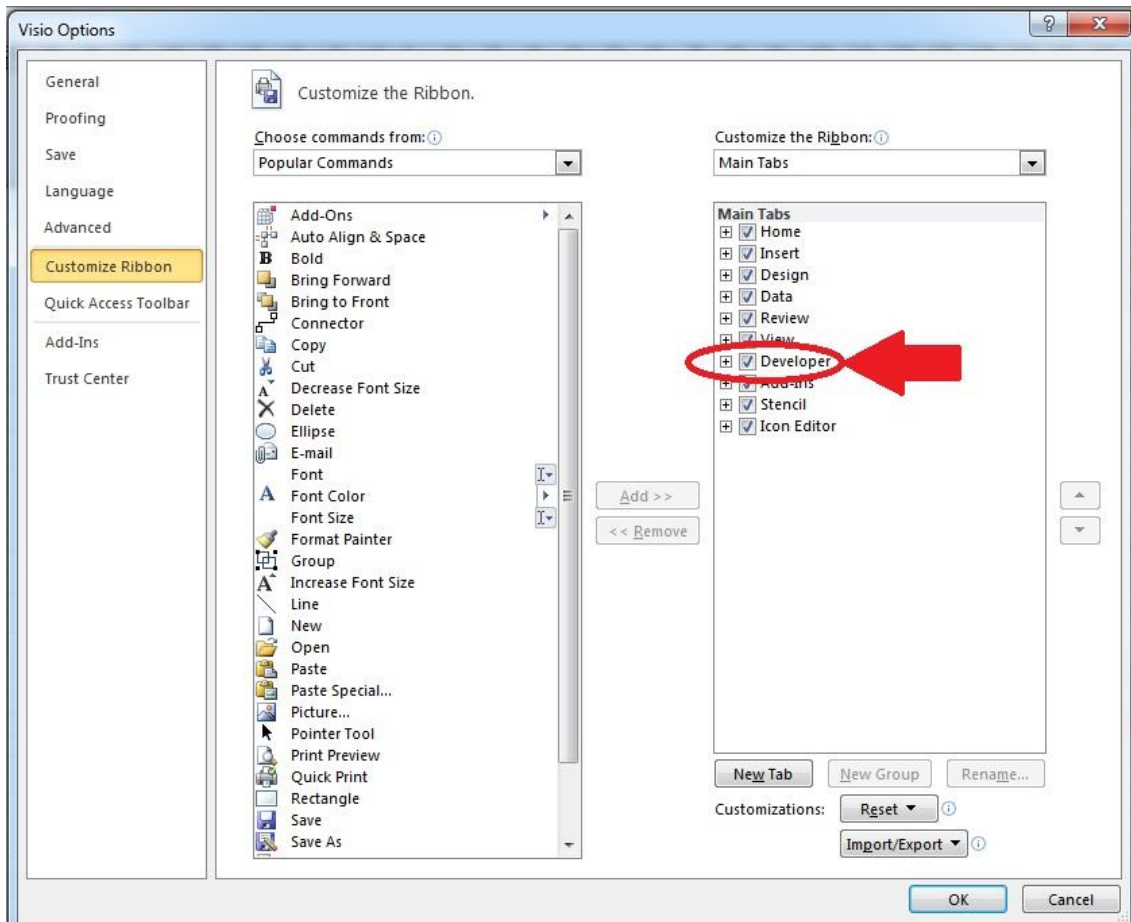 Visio Options
General
Proofing
Save
Language
Advanced
Customize Ribbon
Quick Access Toolbar
Add-Ins
Trust Center
Customize the Ribbon.
Choose commands from:
Popular Commands
Add-Ons
Auto Align & Space
Bold
Bring Forward
Bring to Front
Connector
Copy
Cut
Decrease Font Size
Delete
Ellipse
E-mail
Font
Font Color
Font Size
Format Painter
Group
Increase Font Size
Line
New
Open
Paste
Paste Special...
Picture...
Pointer Tool
Print Preview
Quick Print
Rectangle
Save
Save As
Add >>
<< Remove
Customize the Ribbon:
Main Tabs
Main Tabs
Home
Insert
Design
Data
Review
View
Developer
Add-Ins
Stencil
Icon Editor
New Tab
New Group
Rename...
Customizations:
Reset
Import/Export
OK
Cancel